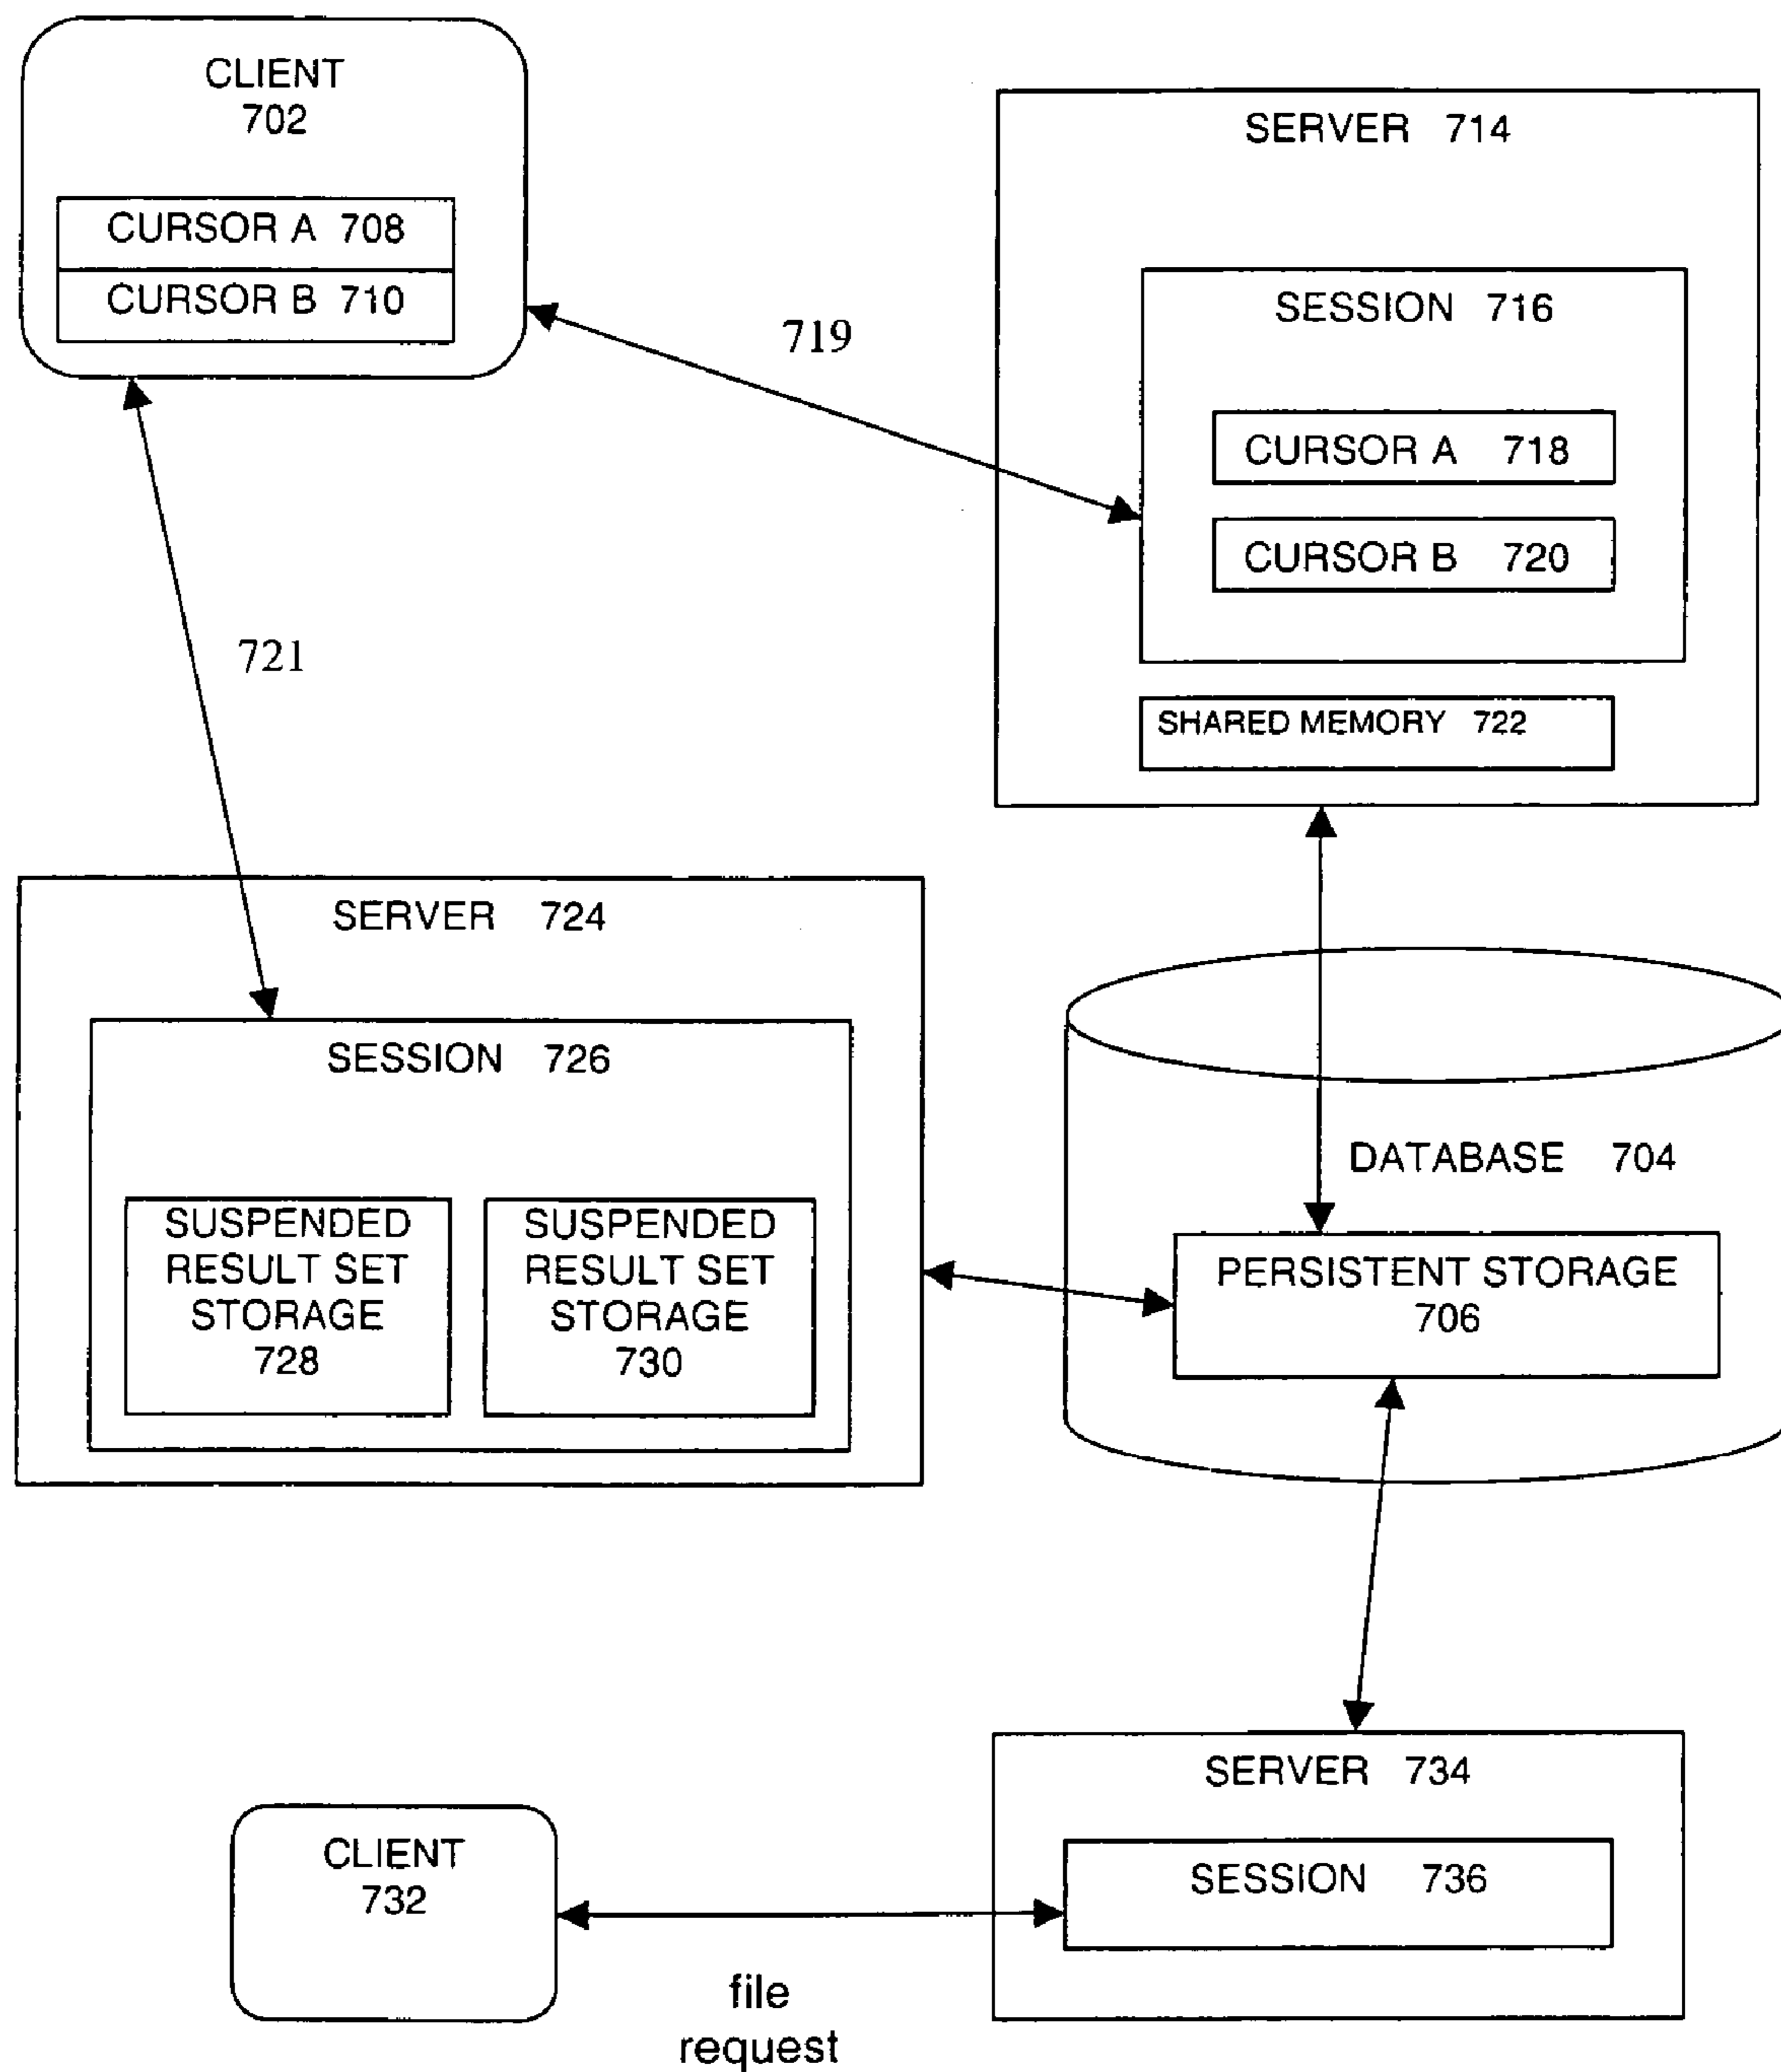 CLIENT
702
CURSOR A 708
CURSOR B 710
719
721
SERVER 714
SESSION 716
CURSOR A 718
CURSOR B 720
SHARED MEMORY 722
SERVER 724
SESSION 726
SUSPENDED
RESULT SET
STORAGE
728
SUSPENDED
RESULT SET
STORAGE
730
DATABASE 704
PERSISTENT STORAGE
706
SERVER 734
SESSION 736
CLIENT
732
file
request